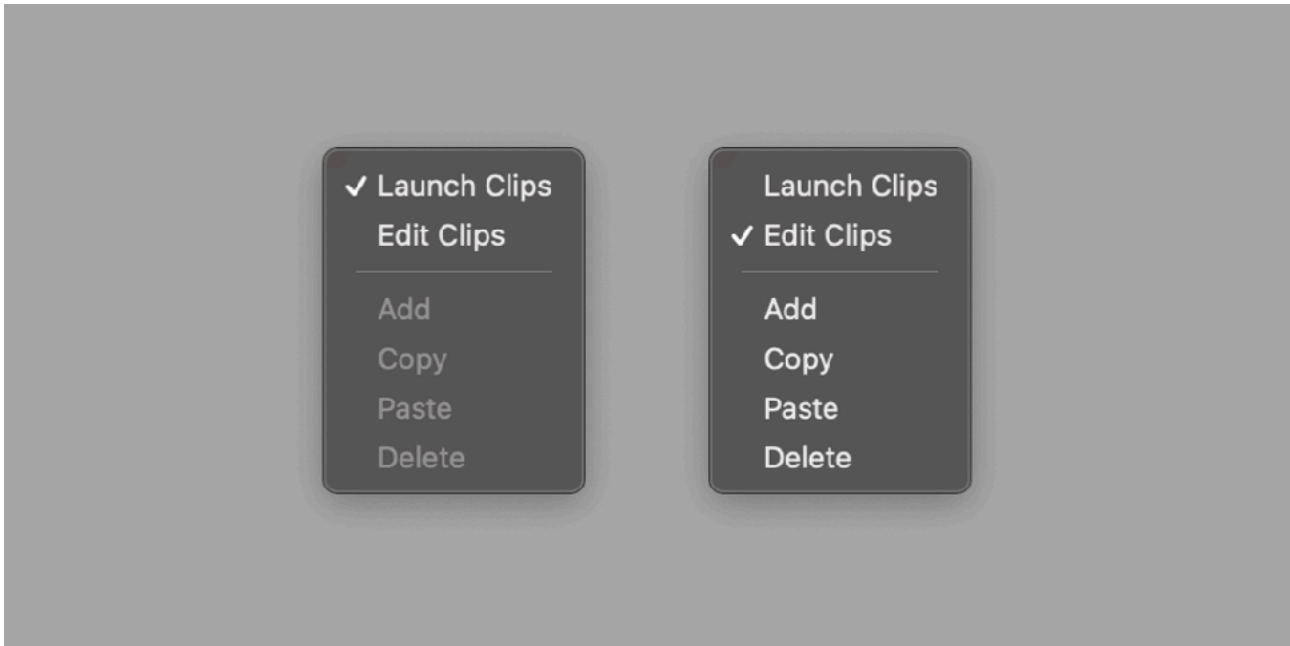 ✓ Launch Clips
Edit Clips
Add
Copy
Paste
Delete
Launch Clips
✓ Edit Clips
Add
Copy
Paste
Delete